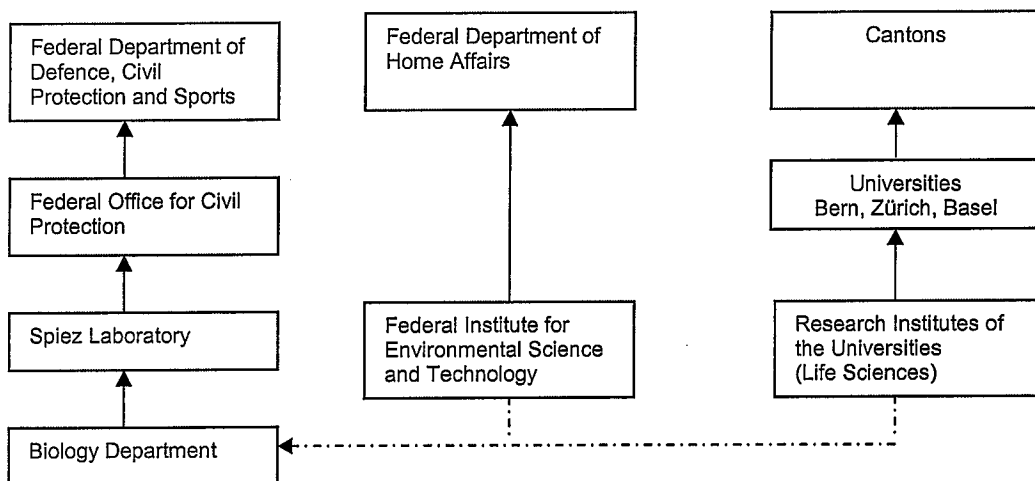 Federal Department of
Defence, Civil
Protection and Sports
Federal Office for Civil
Protection
Spiez Laboratory
Biology Department
Federal Department of
Home Affairs
Federal Institute for
Environmental Science
and Technology
Cantons
Universities
Bern, Zürich, Basel
Research Institutes of
the Universities
(Life Sciences)